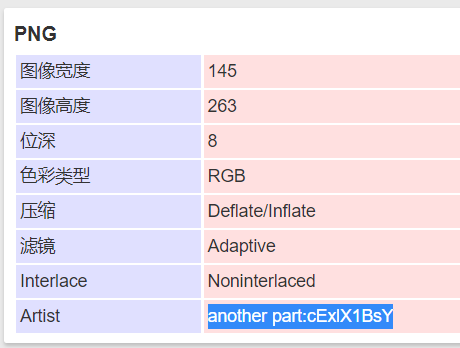 PNG
图像宽度 145
图像高度 263
位深 8
色彩类型 RGB
压缩 Deflate/Inflate
滤镜 Adaptive
Interlace Noninterlaced
Artist another part:cExlX1BsY